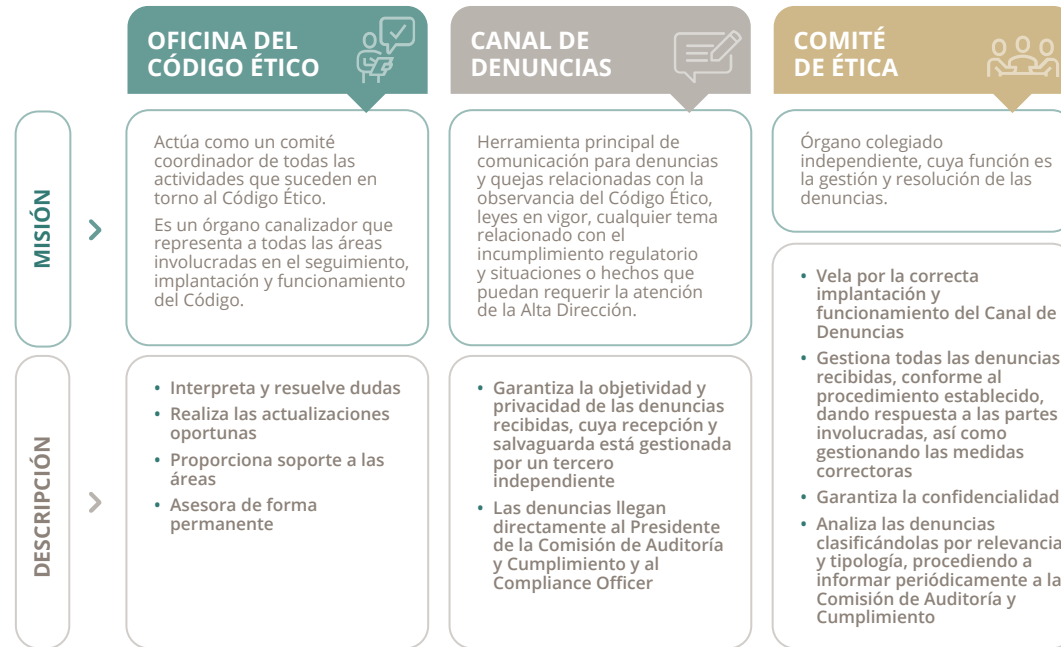 OFICINA DEL
CÓDIGO ÉTICO
CANAL DE
DENUNCIAS
COMITÉ
DE ÉTICA
MISIÓN
Actúa como un comité
coordinador de todas las
actividades que suceden en
torno al Código Ético.
Es un órgano canalizador que
representa a todas las áreas
involucradas en el seguimiento,
implantación y funcionamiento
del Código.
Herramienta principal de
comunicación para denuncias
y quejas relacionadas con la
observancia del Código Ético,
leyes en vigor, cualquier tema
relacionado con el
incumplimiento regulatorio
y situaciones o hechos que
puedan requerir la atención
de la Alta Dirección.
Órgano colegiado
independiente, cuya función es
la gestión y resolución de las
denuncias.
DESCRIPCIÓN
• Interpreta y resuelve dudas
• Realiza las actualizaciones
oportunas
• Proporciona soporte a las
áreas
• Asesora de forma
permanente
• Garantiza la objetividad y
privacidad de las denuncias
recibidas, cuya recepción y
salvaguarda está gestionada
por un tercero
independiente
• Las denuncias llegan
directamente al Presidente
de la Comisión de Auditoría
y Cumplimiento y al
Compliance Officer
• Vela por la correcta
implantación y
funcionamiento del Canal de
Denuncias
• Gestiona todas las denuncias
recibidas, conforme al
procedimiento establecido,
dando respuesta a las partes
involucradas, así como
gestionando las medidas
correctoras
• Garantiza la confidencialidad
• Analiza las denuncias
clasificándolas por relevancia
y tipología, procediendo a
informar periódicamente a la
Comisión de Auditoría y
Cumplimiento